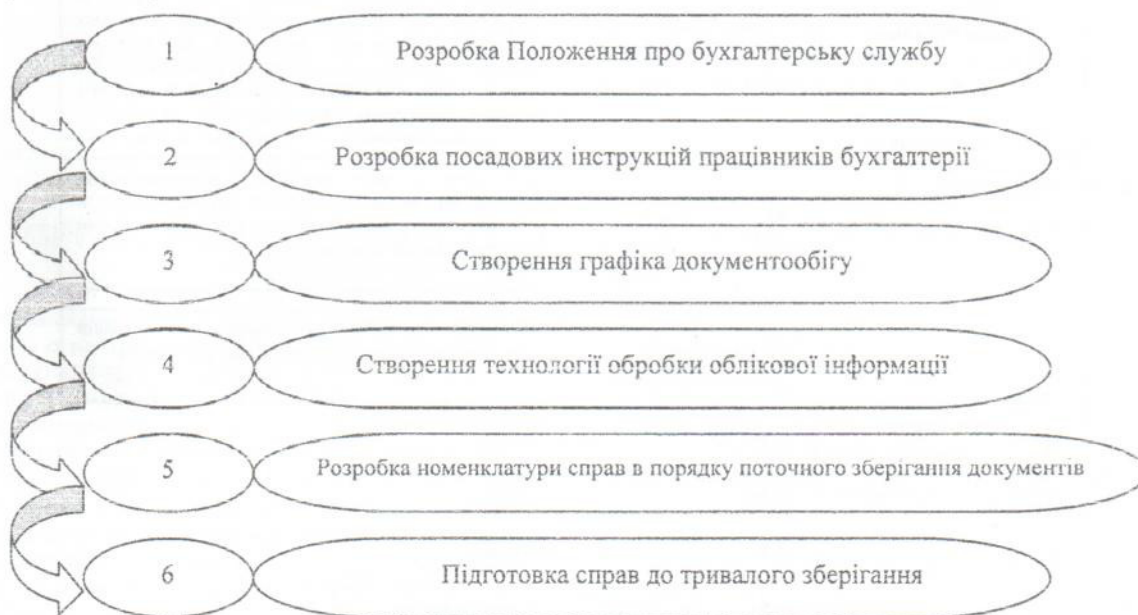 1 Розробка Положення про бухгалтерську службу
2 Розробка посадових інструкцій працівників бухгалтерії
3 Створення графіка документообігу
4 Створення технології обробки облікової інформації
5 Розробка номенклатури справ в порядку поточного зберігання документів
6 Підготовка справ до тривалого зберігання